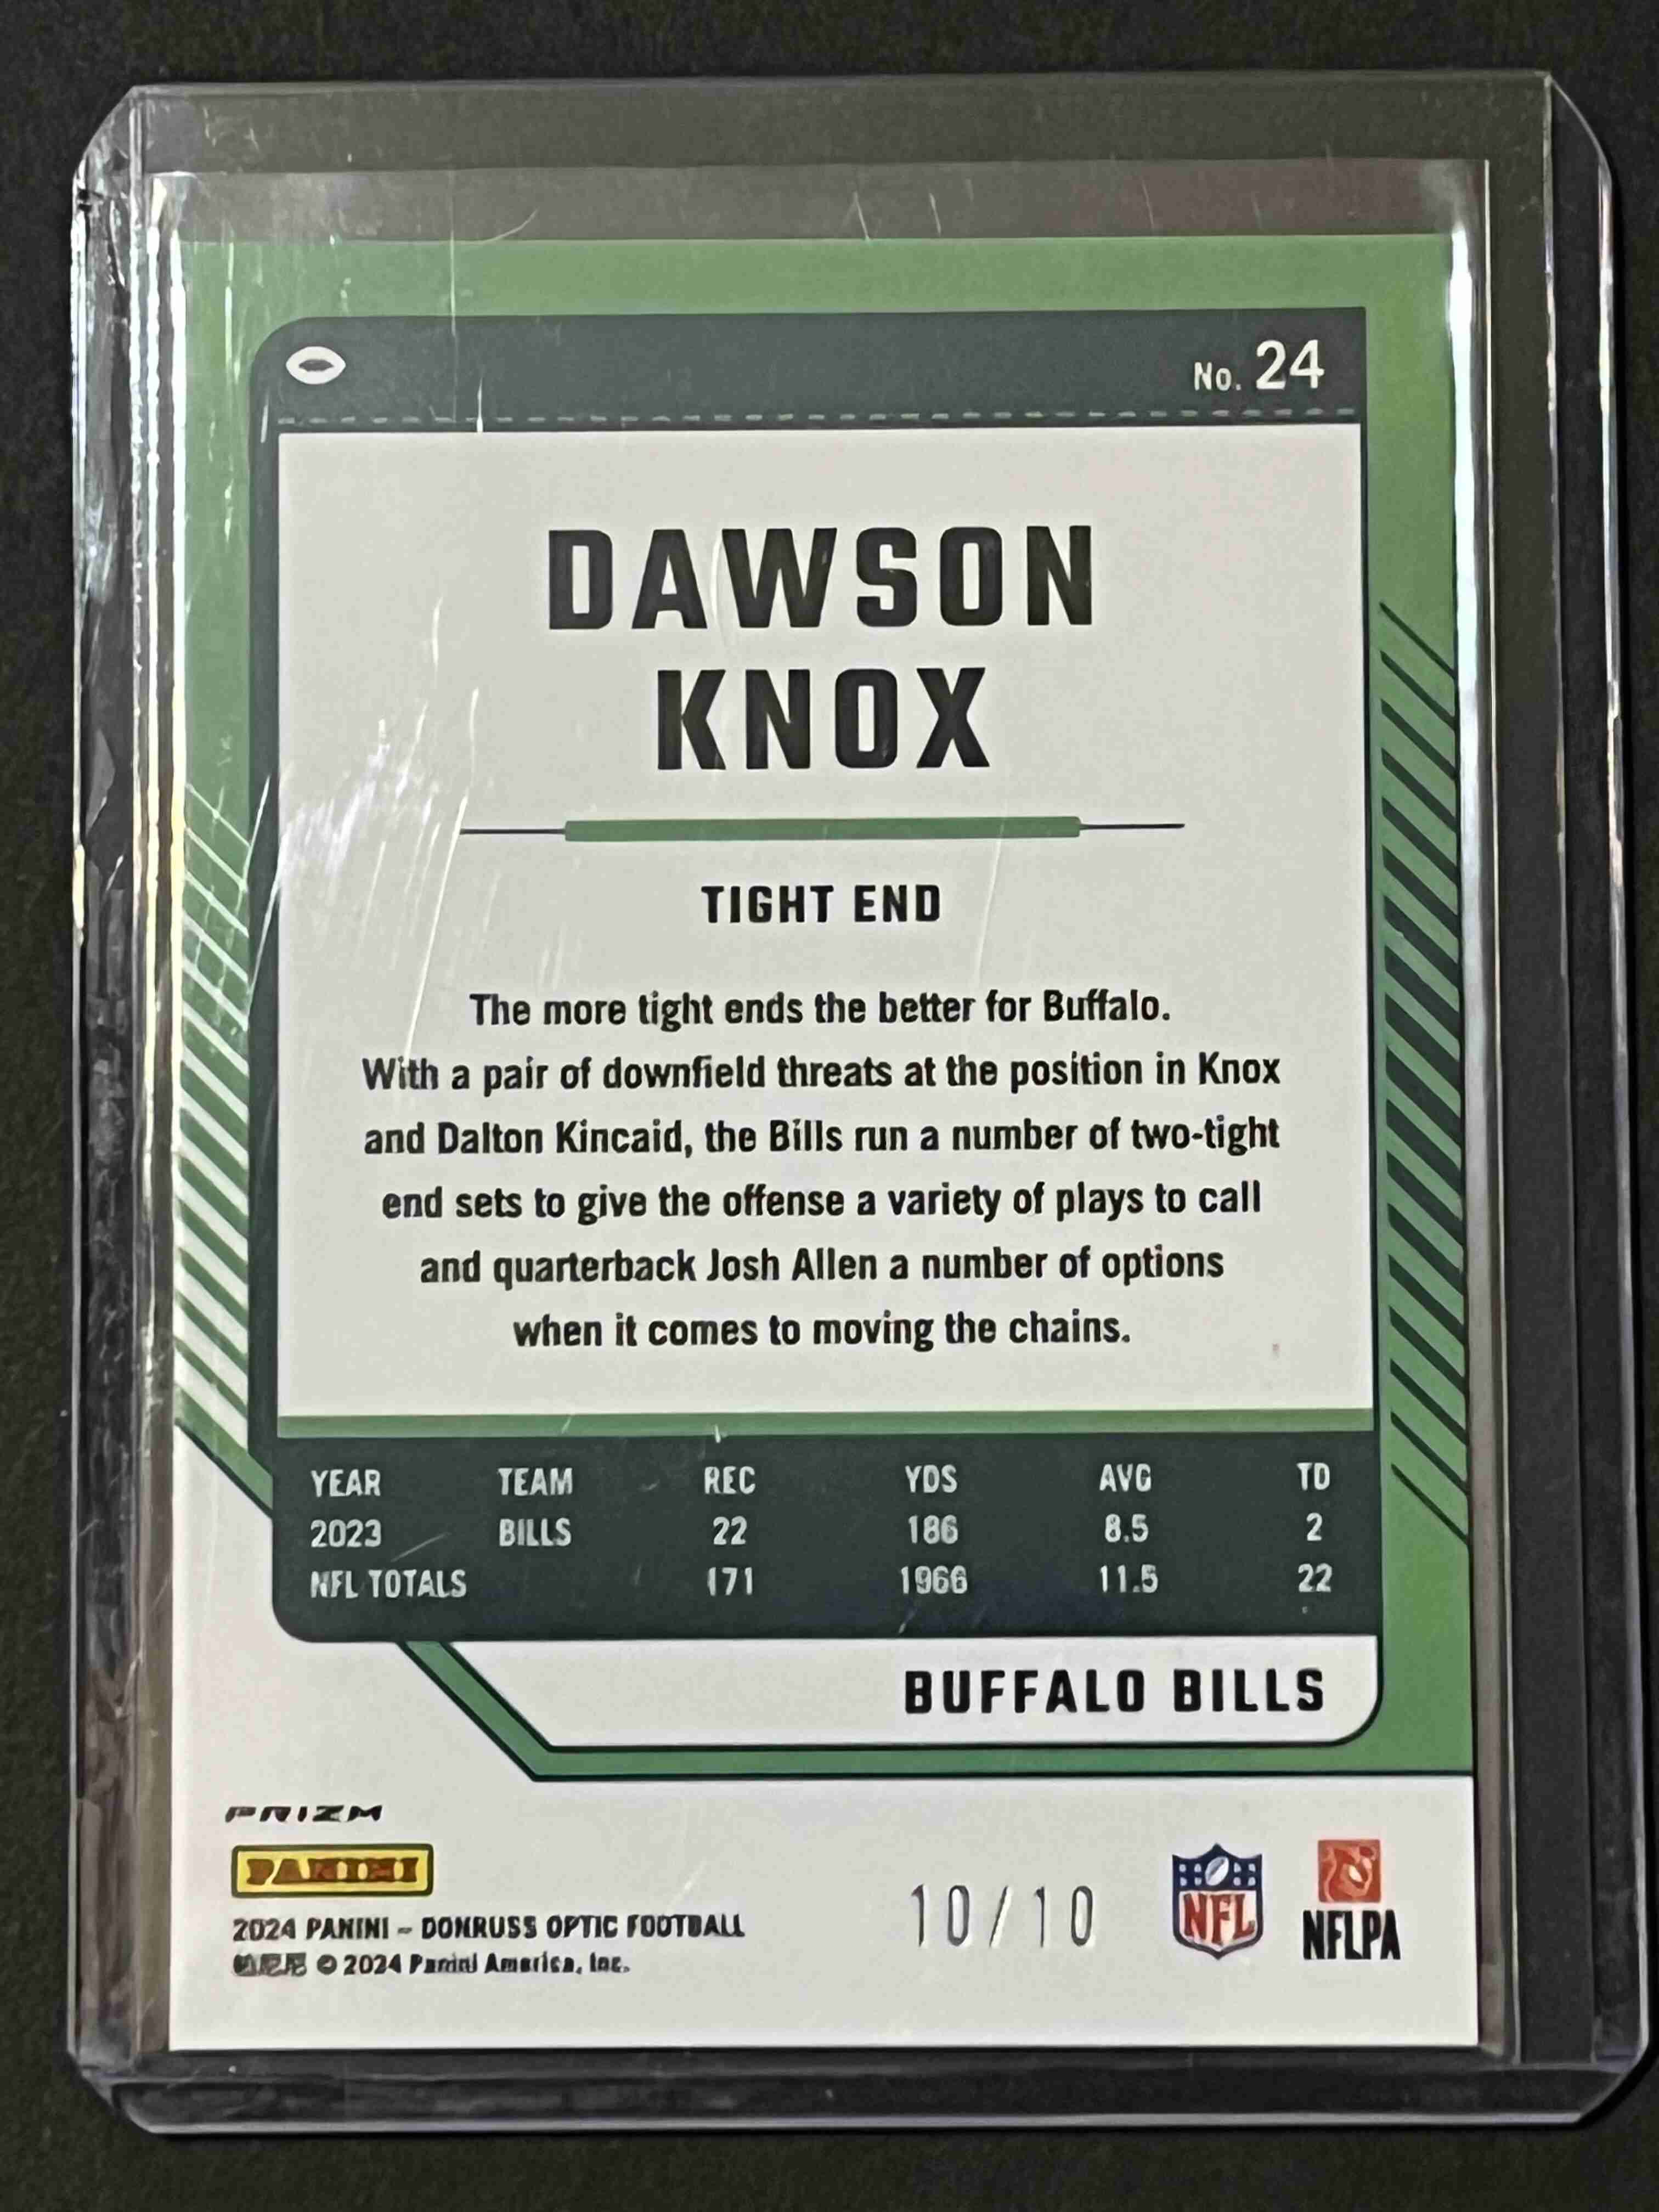 No. 24
DAWSON
KNOX
TIGHT END
The more tight ends the better for Buffalo.
With a pair of downfield threats at the position in Knox
and Dalton Kincaid, the Bills run a number of two-tight
end sets to give the offense a variety of plays to call
and quarterback Josh Allen a number of options
when it comes to moving the chains.
YEAR TEAM REC YDS AVG TD
2023 BILLS 22 186 8.5 2
NFL TOTALS 171 1966 11.5 22
BUFFALO BILLS
PRIZM
PANINI
2024 PANINI – DONRUSS OPTIC FOOTBALL
© 2024 Panini America, Inc.
10/10
NFL
NFLPA